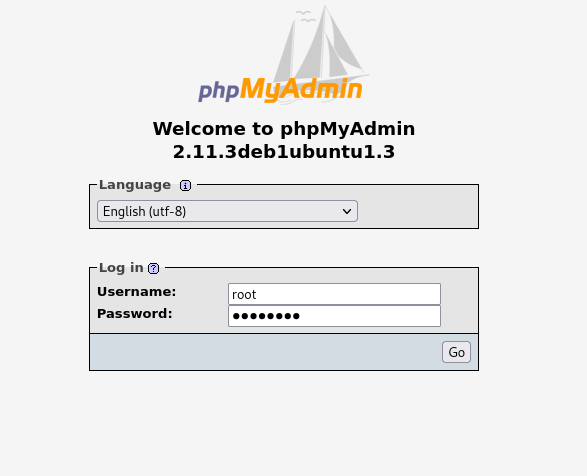 phpMyAdmin
Welcome to phpMyAdmin
2.11.3deb1ubuntu1.3
Language
English (utf-8)
Log in ?
Username:
root
Password:
●●●●●●●●
Go